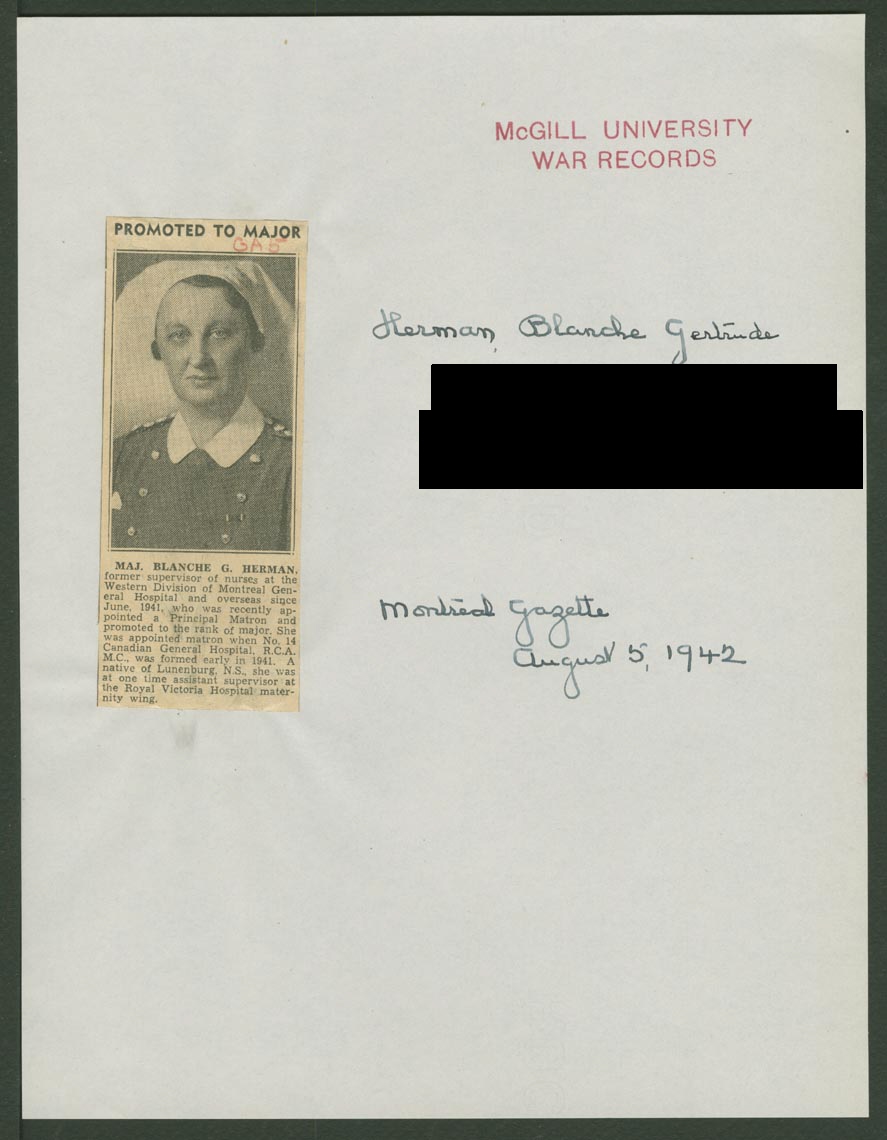 McGILL UNIVERSITY
WAR RECORDS
PROMOTED TO MAJOR
GA 5
Herman, Blanche Gertrude
MAJ. BLANCHE G. HERMAN,
former supervisor of nurses at the
Western Division of Montreal Gen-
eral Hospital and overseas since
June, 1941, who was recently ap-
pointed a Principal Matron and
promoted to the rank of major. She
was appointed matron when No. 14
Canadian General Hospital, R.C.A.
M.C., was formed early in 1941. A
native of Lunenburg, N.S., she was
at one time assistant supervisor at
the Royal Victoria Hospital mater-
nity wing.
Montreal Gazette
August 5, 1942